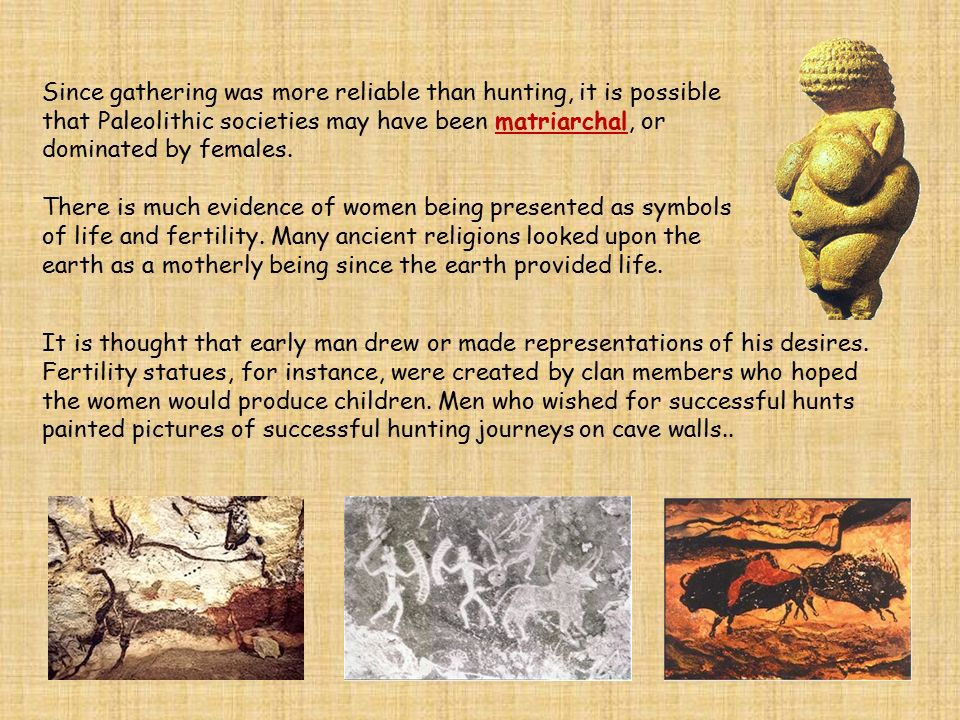 Since gathering was more reliable than hunting, it is possible
that Paleolithic societies may have been matriarchal, or
dominated by females.
There is much evidence of women being presented as symbols
of life and fertility. Many ancient religions looked upon the
earth as a motherly being since the earth provided life.
It is thought that early man drew or made representations of his desires.
Fertility statues, for instance, were created by clan members who hoped
the women would produce children. Men who wished for successful hunts
painted pictures of successful hunting journeys on cave walls..